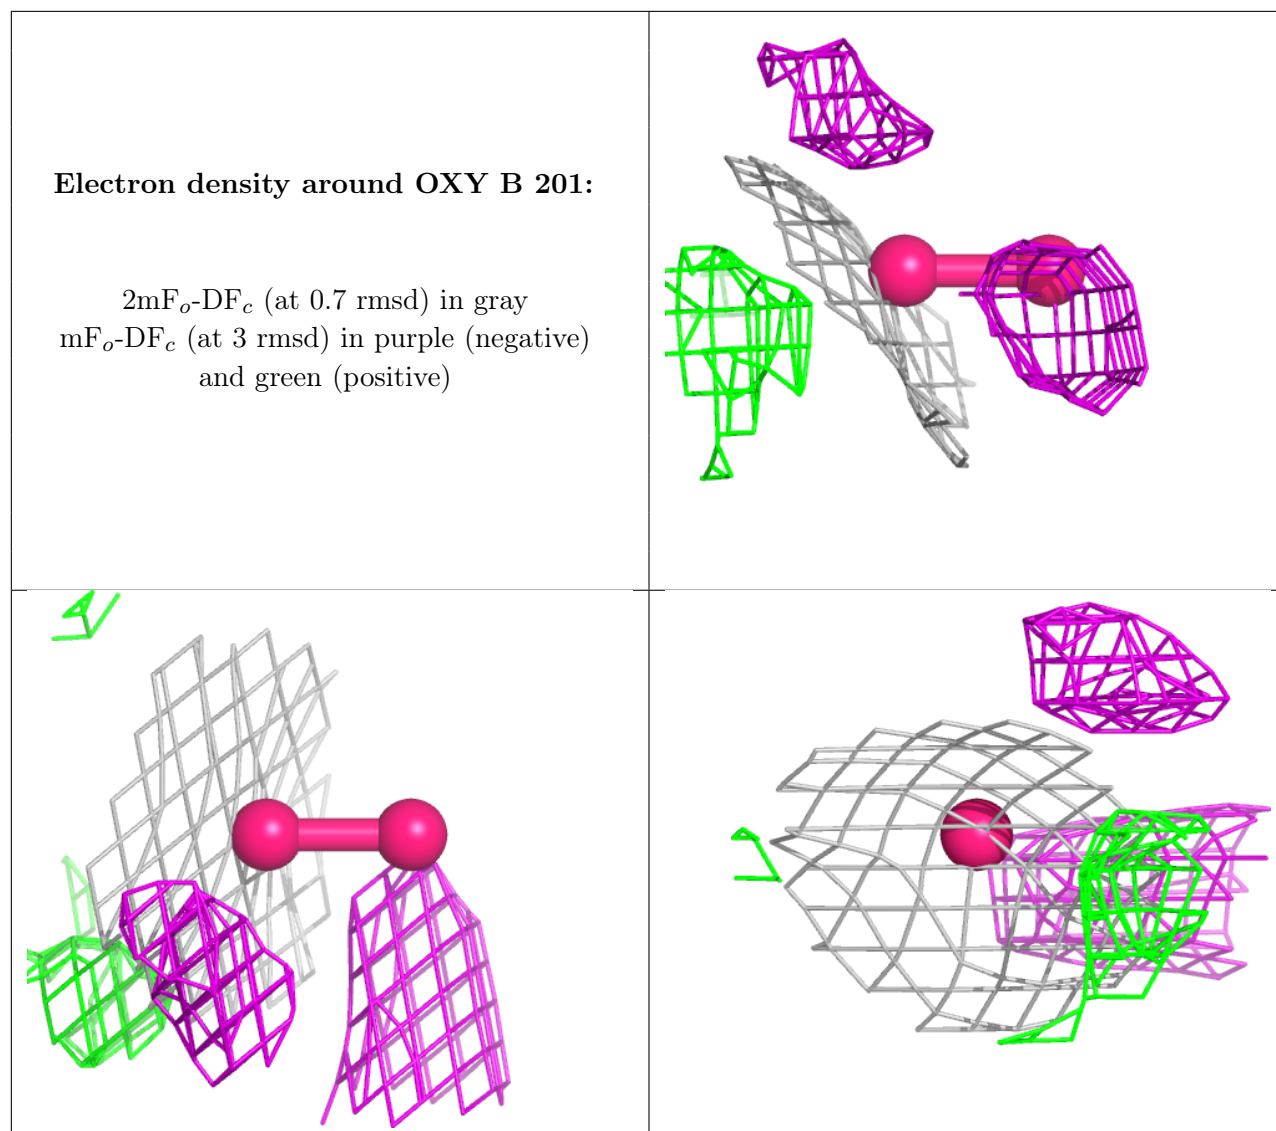 Electron density around OXY B 201:
2mFo-DFc (at 0.7 rmsd) in gray
mFo-DFc (at 3 rmsd) in purple (negative)
and green (positive)